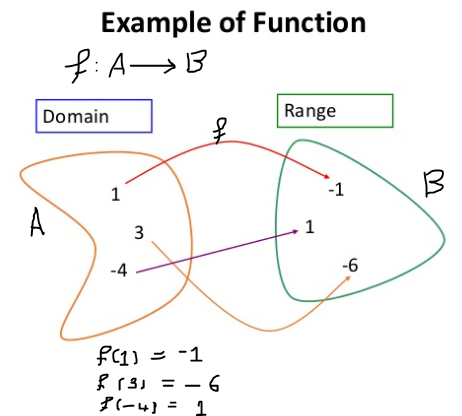 Example of Function
f: A → B
Domain
Range
f
A
B
1
3
-4
-1
1
-6
f(1) = -1
f(3) = -6
f(-4) = 1